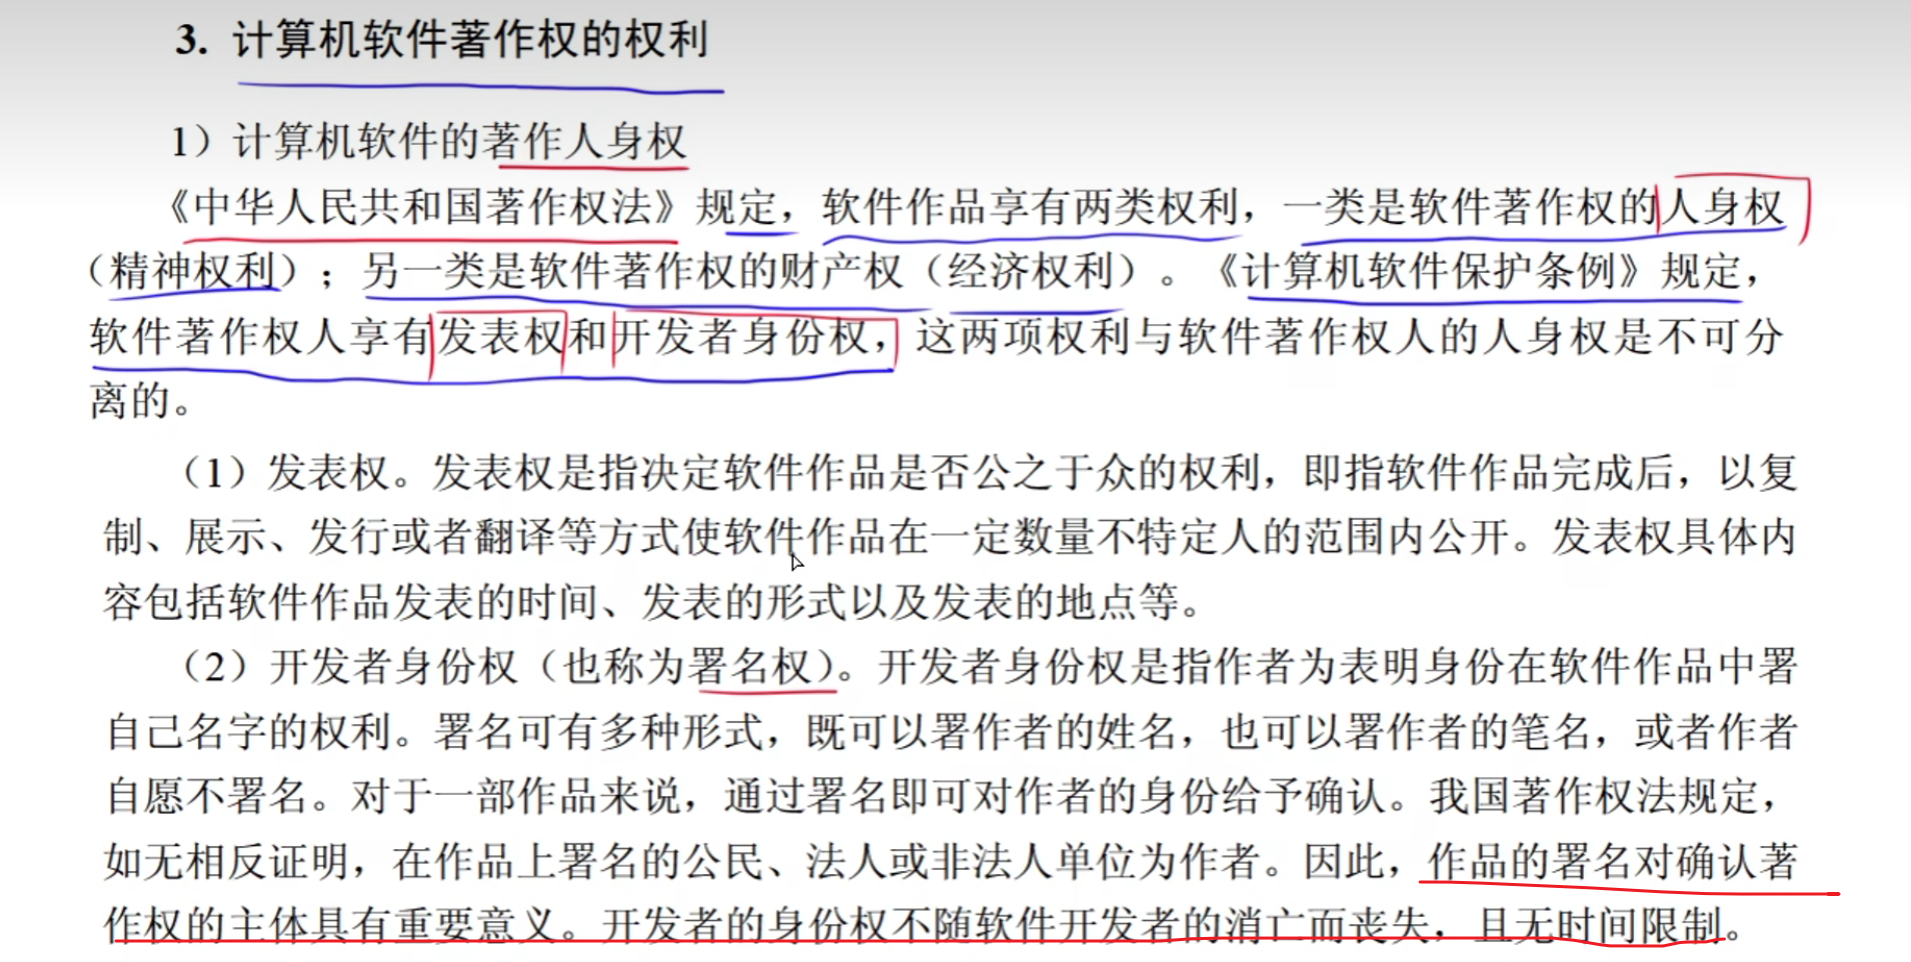 3. 计算机软件著作权的权利
1）计算机软件的著作人身权
《中华人民共和国著作权法》规定，软件作品享有两类权利，一类是软件著作权的人身权
（精神权利）；另一类是软件著作权的财产权（经济权利）。《计算机软件保护条例》规定，
软件著作权人享有发表权和开发者身份权，这两项权利与软件著作权人的人身权是不可分
离的。
（1）发表权。发表权是指决定软件作品是否公之于众的权利，即指软件作品完成后，以复
制、展示、发行或者翻译等方式使软件作品在一定数量不特定人的范围内公开。发表权具体内
容包括软件作品发表的时间、发表的形式以及发表的地点等。
（2）开发者身份权（也称为署名权）。开发者身份权是指作者为表明身份在软件作品中署
自己名字的权利。署名可有多种形式，既可以署作者的姓名，也可以署作者的笔名，或者作者
自愿不署名。对于一部作品来说，通过署名即可对作者的身份给予确认。我国著作权法规定，
如无相反证明，在作品上署名的公民、法人或非法人单位为作者。因此，作品的署名对确认著
作权的主体具有重要意义。开发者的身份权不随软件开发者的消亡而丧失，且无时间限制。